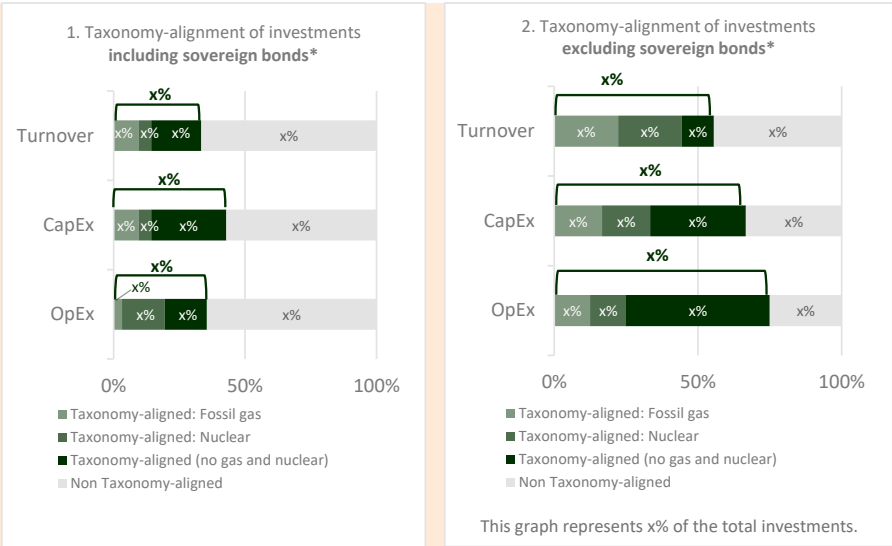 1. Taxonomy-alignment of investments
including sovereign bonds*
x%
Turnover
x% x% x% x%
x%
CapEx
x% x% x% x%
x%
x%
OpEx
x% x% x%
0% 50% 100%
Taxonomy-aligned: Fossil gas
Taxonomy-aligned: Nuclear
Taxonomy-aligned (no gas and nuclear)
Non Taxonomy-aligned
2. Taxonomy-alignment of investments
excluding sovereign bonds*
x%
Turnover
x% x% x% x%
x%
CapEx
x% x% x% x%
x%
OpEx
x% x% x% x%
0% 50% 100%
Taxonomy-aligned: Fossil gas
Taxonomy-aligned: Nuclear
Taxonomy-aligned (no gas and nuclear)
Non Taxonomy-aligned
This graph represents x% of the total investments.